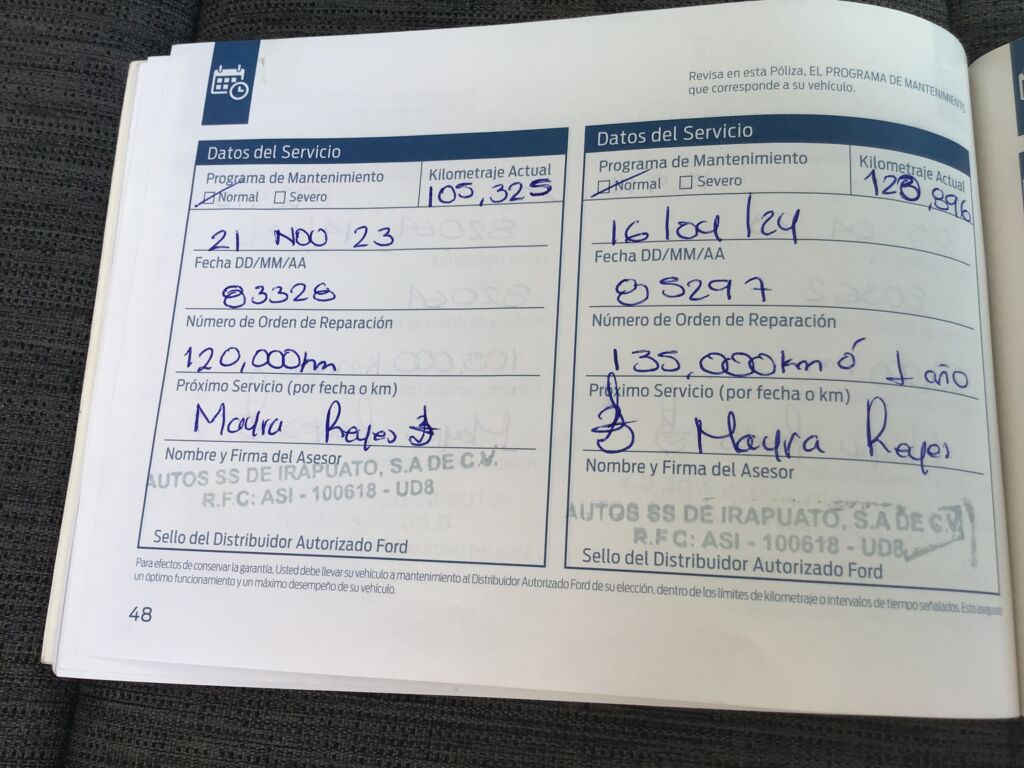 Revisa en esta Póliza, EL PROGRAMA DE MANTENIMIENTO
que corresponde a su vehículo.
Datos del Servicio
Programa de Mantenimiento
Kilometraje Actual
Normal Severo
105,325
21 NOV 23
Fecha DD/MM/AA
83328
Número de Orden de Reparación
120,000km
Próximo Servicio (por fecha o km)
Mayra Reyes
Nombre y Firma del Asesor
AUTOS SS DE IRAPUATO, S.A DE C.V.
R.F.C: ASI - 100618 - UD8
Sello del Distribuidor Autorizado Ford
Datos del Servicio
Programa de Mantenimiento
Kilometraje Actual
Normal Severo
128,896
16/04/24
Fecha DD/MM/AA
85297
Número de Orden de Reparación
135,000km ó 1 año
Próximo Servicio (por fecha o km)
Mayra Reyes
Nombre y Firma del Asesor
AUTOS SS DE IRAPUATO, S.A DE C.V.
R.F.C: ASI - 100618 - UD8
Sello del Distribuidor Autorizado Ford
Para efectos de conservar la garantía, Usted debe llevar su vehículo a mantenimiento al Distribuidor Autorizado Ford de su elección, dentro de los límites de kilometraje o intervalos de tiempo señalados. Esto asegura
un óptimo funcionamiento y un máximo desempeño de su vehículo.
48